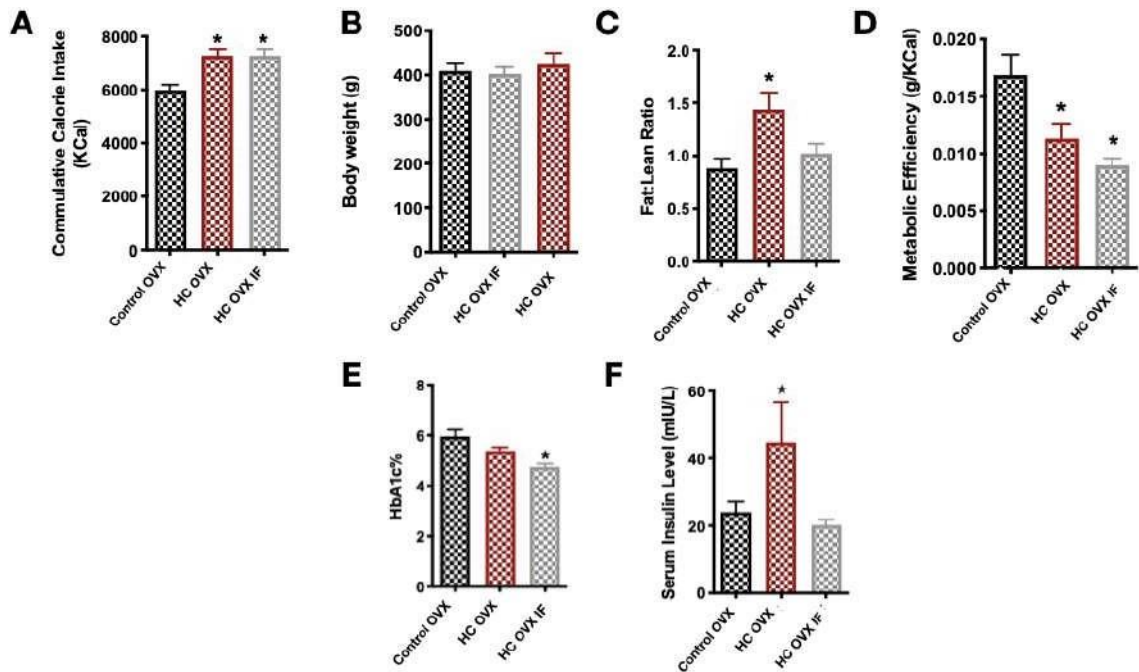 A
Commulative Calorie Intake
(KCal)
8000
6000
4000
2000
0
*
*
Control OVX
HC OVX
HC OVX IF
B
Body weight (g)
500
400
300
200
100
0
Control OVX
HC OVX IF
HC OVX
C
Fat:Lean Ratio
2.0
1.5
1.0
0.5
0.0
*
Control OVX
HC OVX
HC OVX IF
D
Metabolic Efficiency (g/KCal)
0.020
0.015
0.010
0.005
0.000
*
*
Control OVX
HC OVX
HC OVX IF
E
HbA1c%
8
6
4
2
0
*
Control OVX
HC OVX
HC OVX IF
F
Serum Insulin Level (mIU/L)
60
40
20
0
*
Control OVX
HC OVX
HC OVX IF